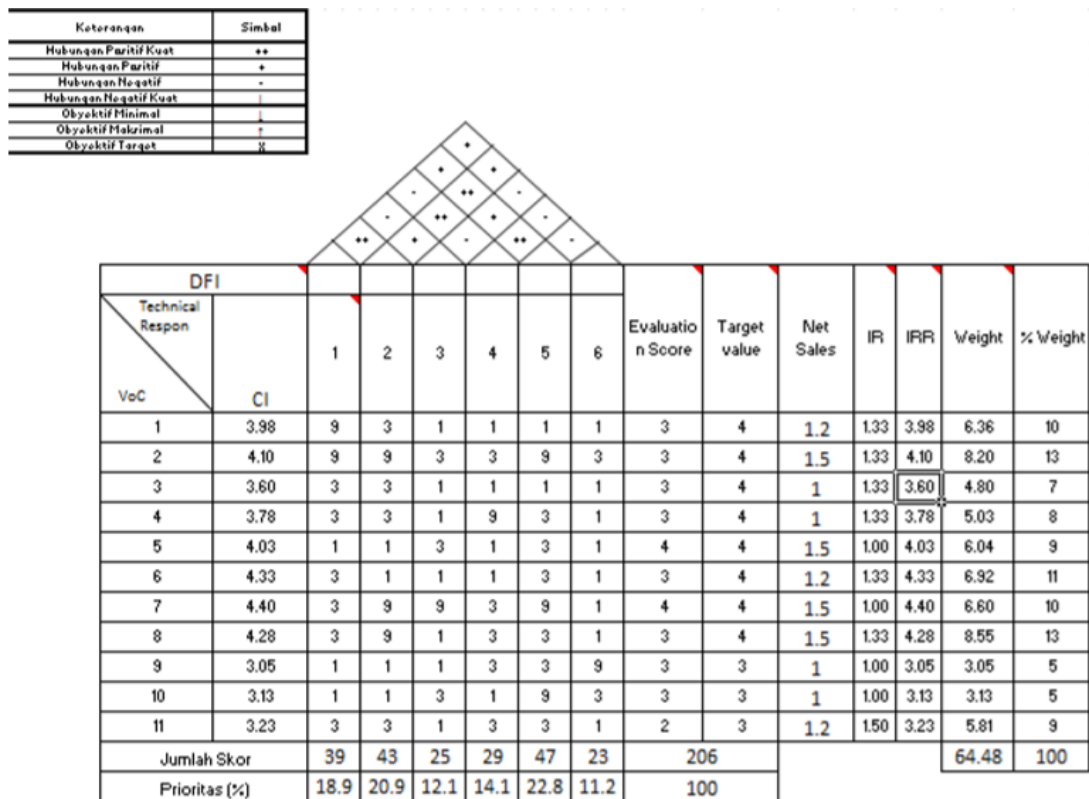 Keterangan Simbol
Hubungan Positif Kuat ++
Hubungan Positif +
Hubungan Negatif -
Hubungan Negatif Kuat |
Obyektif Minimal ↓
Obyektif Maksimal ↑
Obyektif Target X
+
+ +
- ++ -
- ++ + -
++ + - ++ -
DFI
Technical
Respon
VoC
CI
1 2 3 4 5 6
Evaluatio
n Score
Target
value
Net
Sales
IR IRR Weight % Weight
1 3.98 9 3 1 1 1 1 3 4 1.2 1.33 3.98 6.36 10
2 4.10 9 9 3 3 9 3 3 4 1.5 1.33 4.10 8.20 13
3 3.60 3 3 1 1 1 1 3 4 1 1.33 3.60 4.80 7
4 3.78 3 3 1 9 3 1 3 4 1 1.33 3.78 5.03 8
5 4.03 1 1 3 1 3 1 4 4 1.5 1.00 4.03 6.04 9
6 4.33 3 1 1 1 3 1 3 4 1.2 1.33 4.33 6.92 11
7 4.40 3 9 9 3 9 1 4 4 1.5 1.00 4.40 6.60 10
8 4.28 3 9 1 3 3 1 3 4 1.5 1.33 4.28 8.55 13
9 3.05 1 1 1 3 3 9 3 3 1 1.00 3.05 3.05 5
10 3.13 1 1 3 1 9 3 3 3 1 1.00 3.13 3.13 5
11 3.23 3 3 1 3 3 1 2 3 1.2 1.50 3.23 5.81 9
Jumlah Skor 39 43 25 29 47 23 206 64.48 100
Prioritas (%) 18.9 20.9 12.1 14.1 22.8 11.2 100